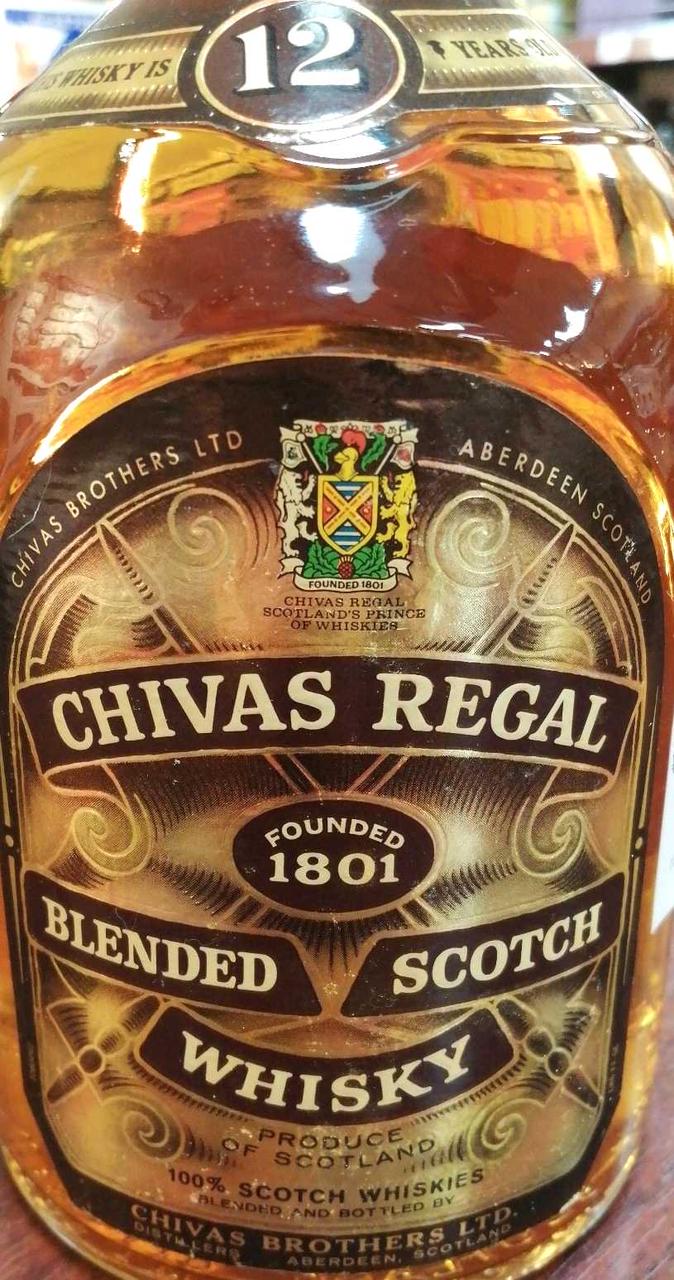 WHISKY IS 12 YEARS OLD
CHIVAS BROTHERS LTD
ABERDEEN SCOTLAND
FOUNDED 1801
CHIVAS REGAL
SCOTLAND'S PRINCE
OF WHISKIES
CHIVAS REGAL
FOUNDED
1801
BLENDED SCOTCH
WHISKY
PRODUCE
OF SCOTLAND
100% SCOTCH WHISKIES
BLENDED AND BOTTLED BY
CHIVAS BROTHERS LTD.
DISTILLERS ABERDEEN, SCOTLAND